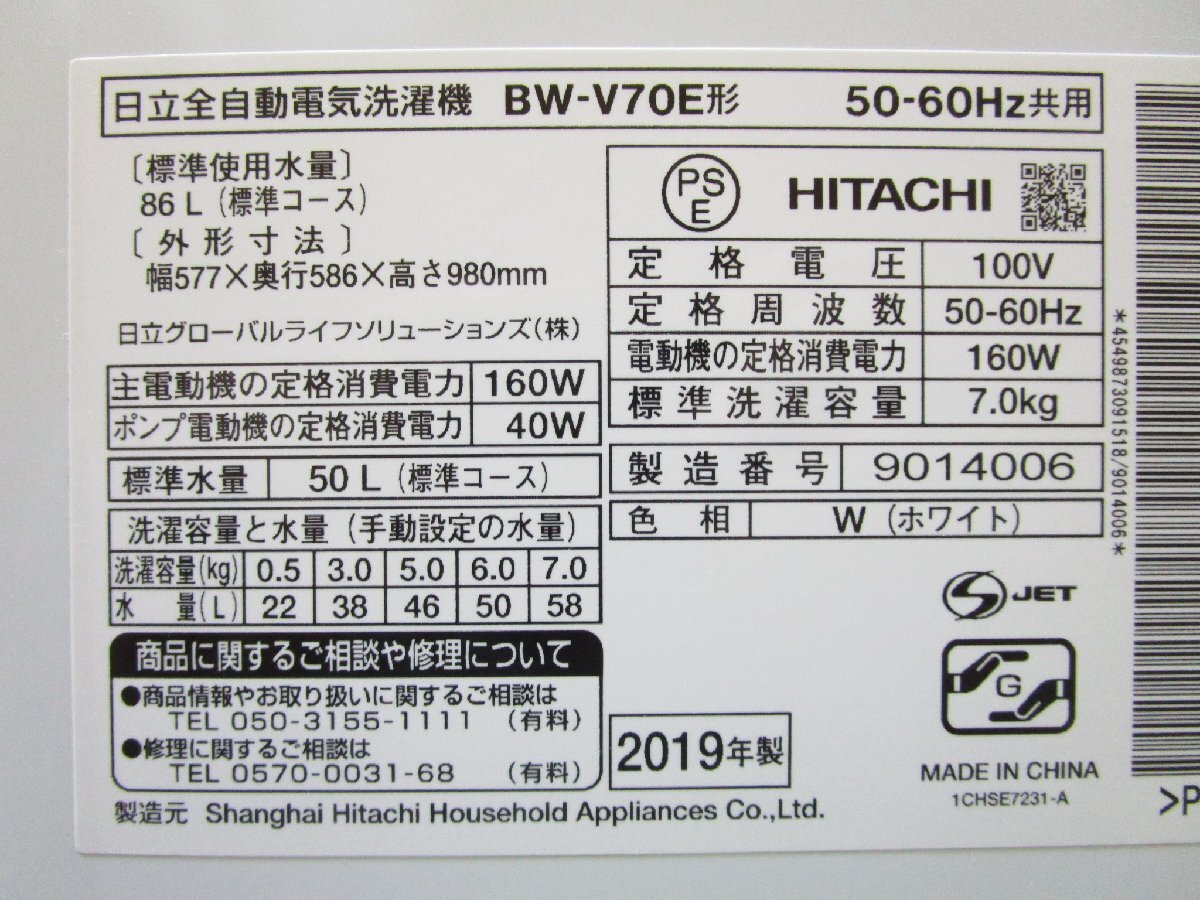 日立全自動電気洗濯機 BW-V70E形 50-60Hz共用
〔標準使用水量〕
86 L（標準コース）
〔外形寸法〕
幅577×奥行586×高さ980mm
日立グローバルライフソリューションズ（株）
主電動機の定格消費電力 160W
ポンプ電動機の定格消費電力 40W
標準水量 50 L（標準コース）
洗濯容量と水量（手動設定の水量）
洗濯容量(kg) 0.5 3.0 5.0 6.0 7.0
水量(L) 22 38 46 50 58
商品に関するご相談や修理について
●商品情報やお取り扱いに関するご相談は
TEL 050-3155-1111 （有料）
●修理に関するご相談は
TEL 0570-0031-68 （有料）
製造元 Shanghai Hitachi Household Appliances Co.,Ltd.
PS
E
HITACHI
定格電圧 100V
定格周波数 50-60Hz
電動機の定格消費電力 160W
標準洗濯容量 7.0kg
製造番号 9014006
色相 W（ホワイト）
S JET
G
2019年製
MADE IN CHINA
1CHSE7231-A
*4549873091518/9014006*
>P